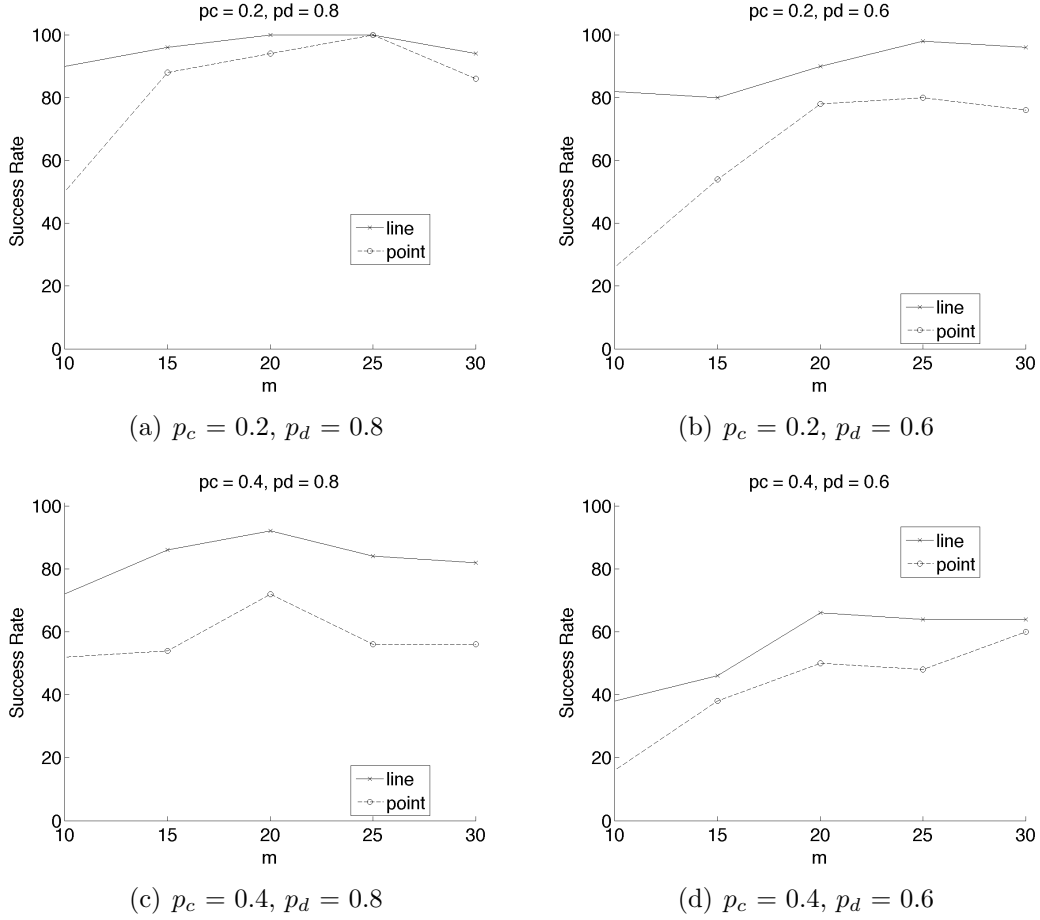 pc = 0.2, pd = 0.8
100
80
60
40
20
0
Success Rate
line
point
10 15 20 25 30
m
(a) p_c = 0.2, p_d = 0.8
pc = 0.2, pd = 0.6
100
80
60
40
20
0
Success Rate
line
point
10 15 20 25 30
m
(b) p_c = 0.2, p_d = 0.6
pc = 0.4, pd = 0.8
100
80
60
40
20
0
Success Rate
line
point
10 15 20 25 30
m
(c) p_c = 0.4, p_d = 0.8
pc = 0.4, pd = 0.6
100
80
60
40
20
0
Success Rate
line
point
10 15 20 25 30
m
(d) p_c = 0.4, p_d = 0.6